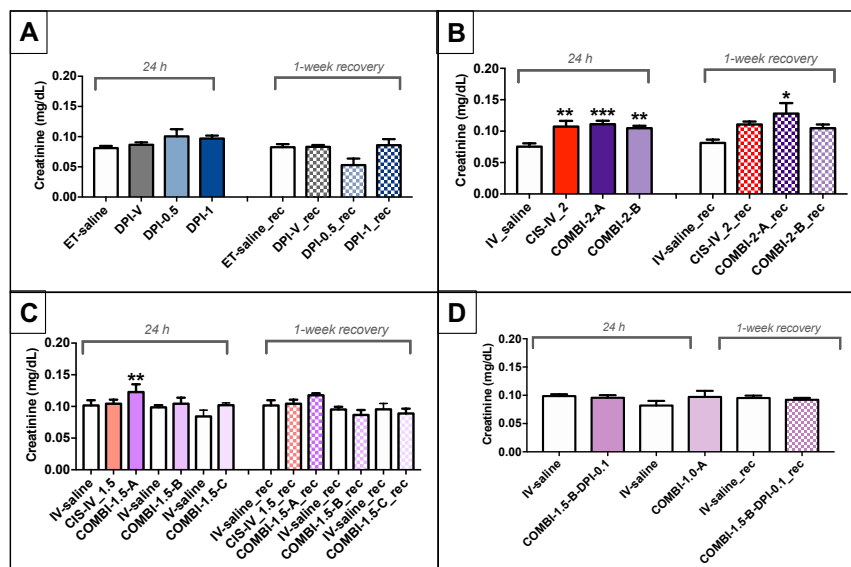 A
24 h
1-week recovery
Creatinine (mg/dL)
0.20
0.15
0.10
0.05
0.00
ET-saline
DPI-V
DPI-0.5
DPI-1
ET-saline_rec
DPI-V_rec
DPI-0.5_rec
DPI-1_rec
B
24 h
1-week recovery
Creatinine (mg/dL)
0.20
0.15
0.10
0.05
0.00
**
***
**
*
IV_saline
CIS-IV_2
COMBI-2-A
COMBI-2-B
IV-saline_rec
CIS-IV_2_rec
COMBI-2-A_rec
COMBI-2-B_rec
C
24 h
1-week recovery
Creatinine (mg/dL)
0.20
0.15
0.10
0.05
0.00
**
IV-saline
CIS-IV_1.5
COMBI-1.5-A
IV-saline
COMBI-1.5-B
IV-saline
COMBI-1.5-C
IV-saline_rec
CIS-IV_1.5_rec
COMBI-1.5-A_rec
IV-saline_rec
COMBI-1.5-B_rec
IV-saline_rec
COMBI-1.5-C_rec
D
24 h
1-week recovery
Creatinine (mg/dL)
0.20
0.15
0.10
0.05
0.00
IV-saline
COMBI-1.5-B-DPI-0.1
IV-saline
COMBI-1.0-A
IV-saline_rec
COMBI-1.5-B-DPI-0.1_rec